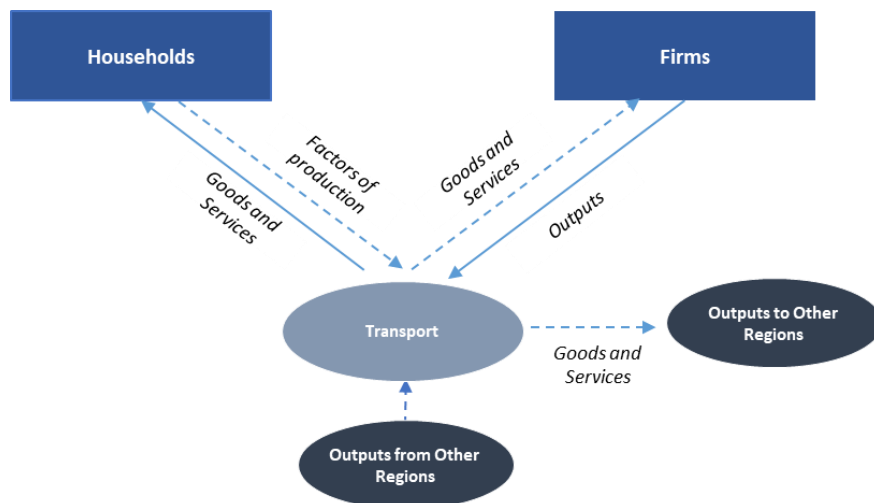 Households
Firms
Factors of
production
Goods and
Services
Goods and
Services
Outputs
Transport
Outputs to Other
Regions
Goods and
Services
Outputs from Other
Regions